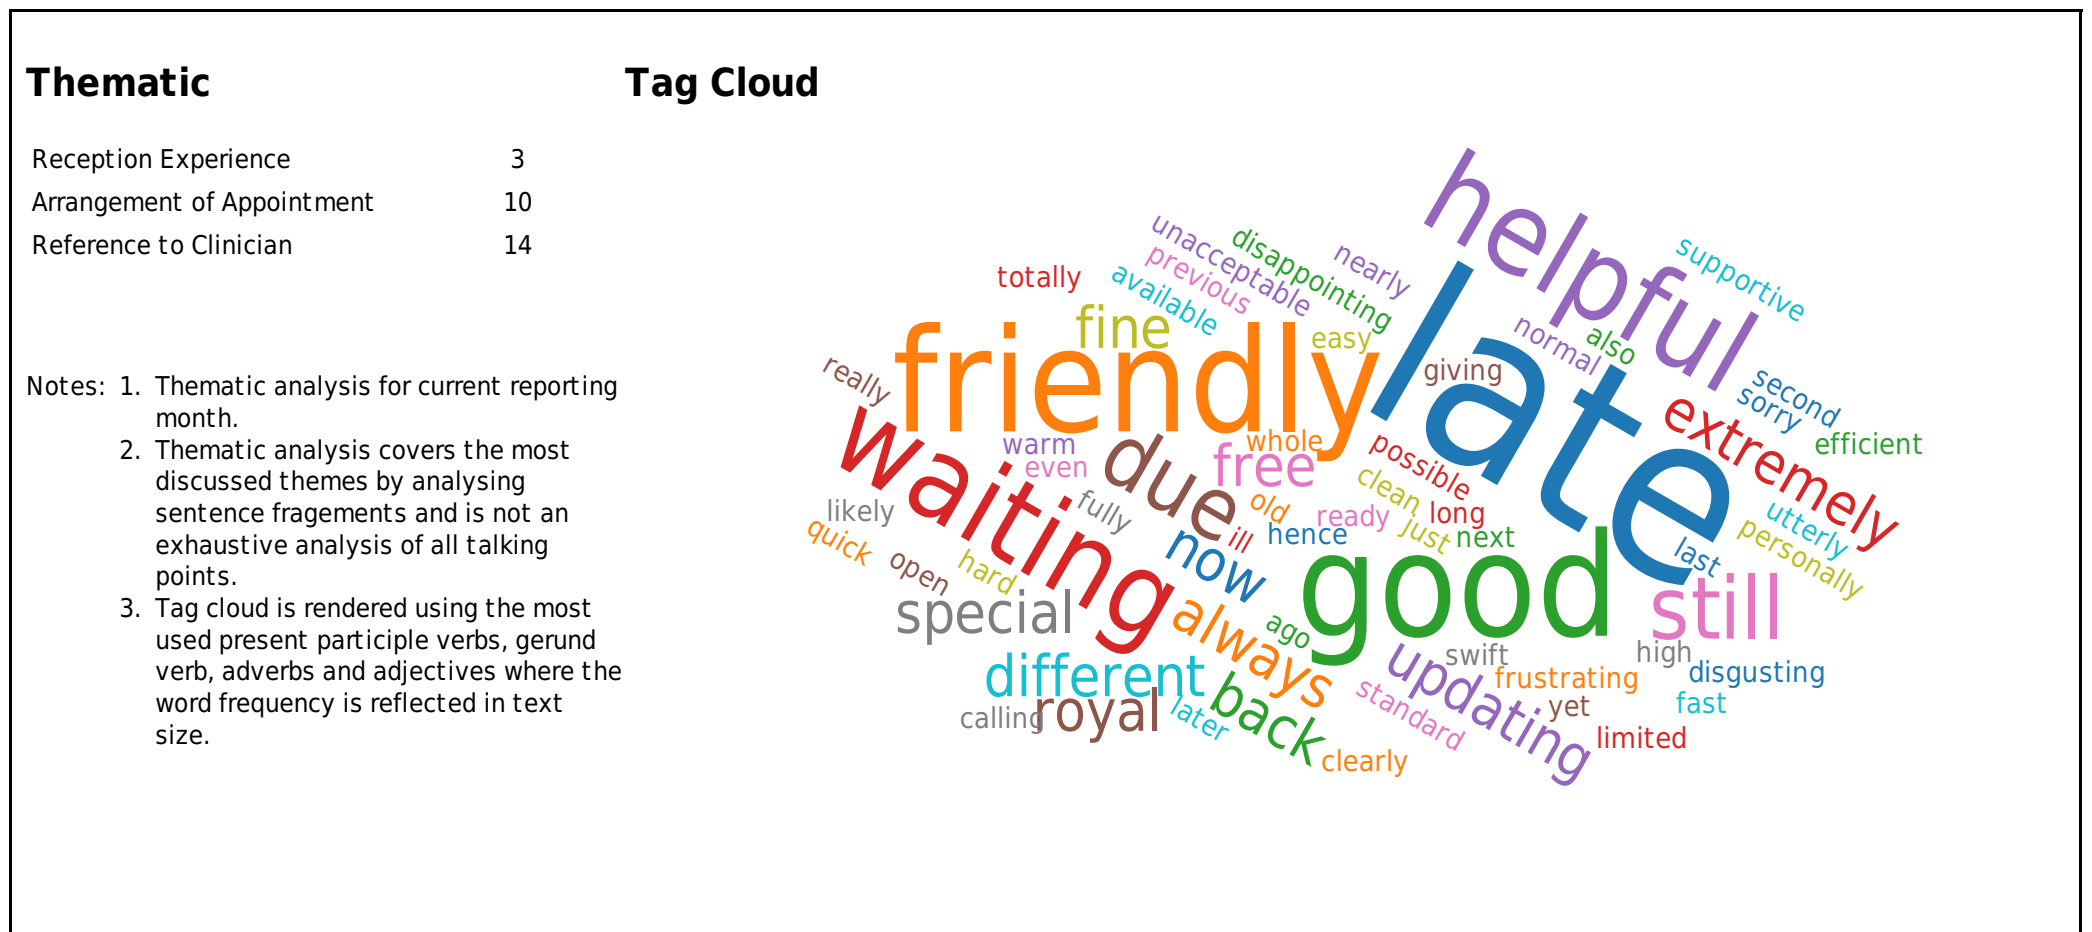 Thematic
Tag Cloud
Reception Experience 3
Arrangement of Appointment 10
Reference to Clinician 14
Notes: 1. Thematic analysis for current reporting
month.
2. Thematic analysis covers the most
discussed themes by analysing
sentence fragements and is not an
exhaustive analysis of all talking
points.
3. Tag cloud is rendered using the most
used present participle verbs, gerund
verb, adverbs and adjectives where the
word frequency is reflected in text
size.
helpful
supportive
unacceptable
disappointing
nearly
previous
totally
available
fine
friendly
easy
late
normal
also
giving
really
second
sorry
extremely
efficient
waiting
warm
even
due
whole
free
possible
clean
long
likely
fully
old
ready
just
next
utterly
personally
quick
open
hard
ill
hence
now
good
last
still
special
always
ago
different
royal
calling
later
back
updating
swift
high
frustrating
disgusting
standard
yet
fast
limited
clearly